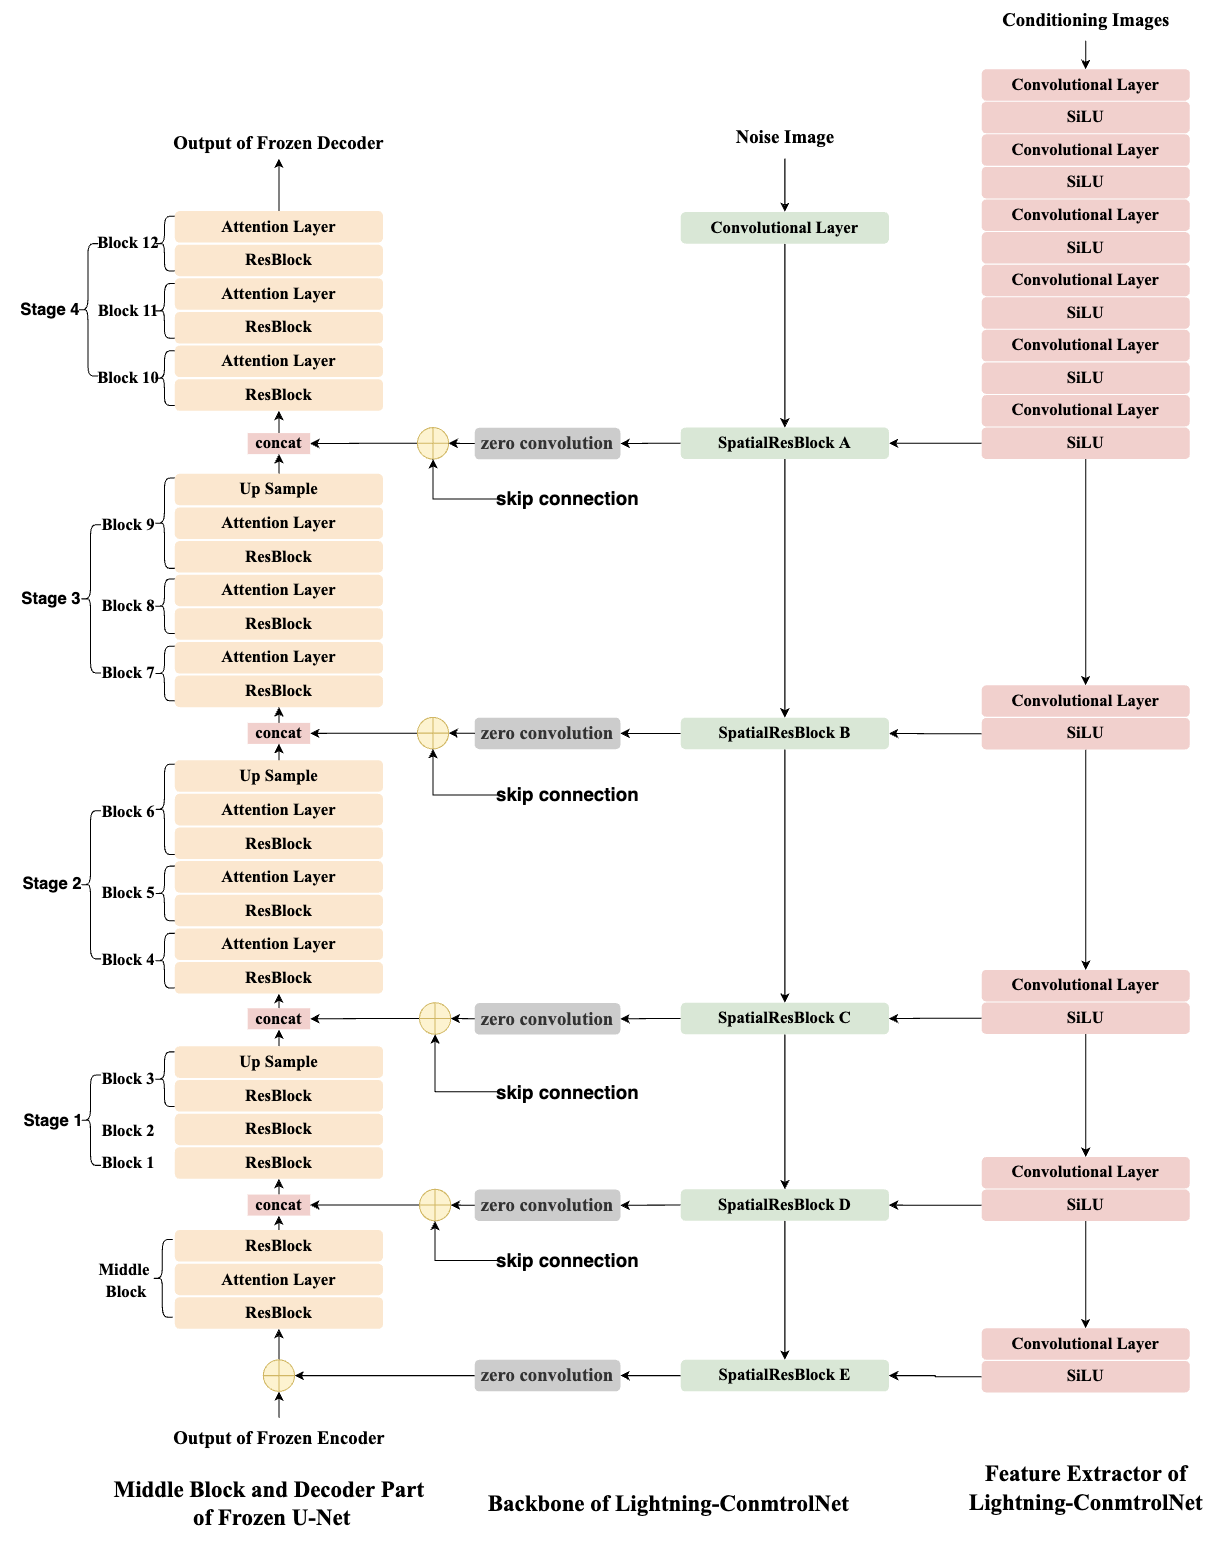 Conditioning Images
Convolutional Layer
SiLU
Convolutional Layer
SiLU
Convolutional Layer
SiLU
Convolutional Layer
SiLU
Convolutional Layer
SiLU
Convolutional Layer
SiLU
Convolutional Layer
SiLU
Convolutional Layer
SiLU
Convolutional Layer
SiLU
Convolutional Layer
SiLU
Feature Extractor of
Lightning-ConmtrolNet
Noise Image
Convolutional Layer
SpatialResBlock A
zero convolution
skip connection
SpatialResBlock B
zero convolution
skip connection
SpatialResBlock C
zero convolution
skip connection
SpatialResBlock D
zero convolution
skip connection
SpatialResBlock E
zero convolution
Backbone of Lightning-ConmtrolNet
Output of Frozen Decoder
Stage 4
Block 12
Attention Layer
ResBlock
Block 11
Attention Layer
ResBlock
Block 10
Attention Layer
ResBlock
concat
Stage 3
Block 9
Up Sample
Attention Layer
ResBlock
Block 8
Attention Layer
ResBlock
Block 7
Attention Layer
ResBlock
concat
Stage 2
Block 6
Up Sample
Attention Layer
ResBlock
Block 5
Attention Layer
ResBlock
Block 4
Attention Layer
ResBlock
concat
Stage 1
Block 3
Up Sample
ResBlock
Block 2
ResBlock
Block 1
ResBlock
concat
Middle
Block
ResBlock
Attention Layer
ResBlock
Output of Frozen Encoder
Middle Block and Decoder Part
of Frozen U-Net